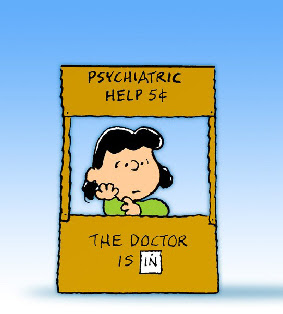 PSYCHIATRIC
HELP 5¢
THE DOCTOR
IS IN